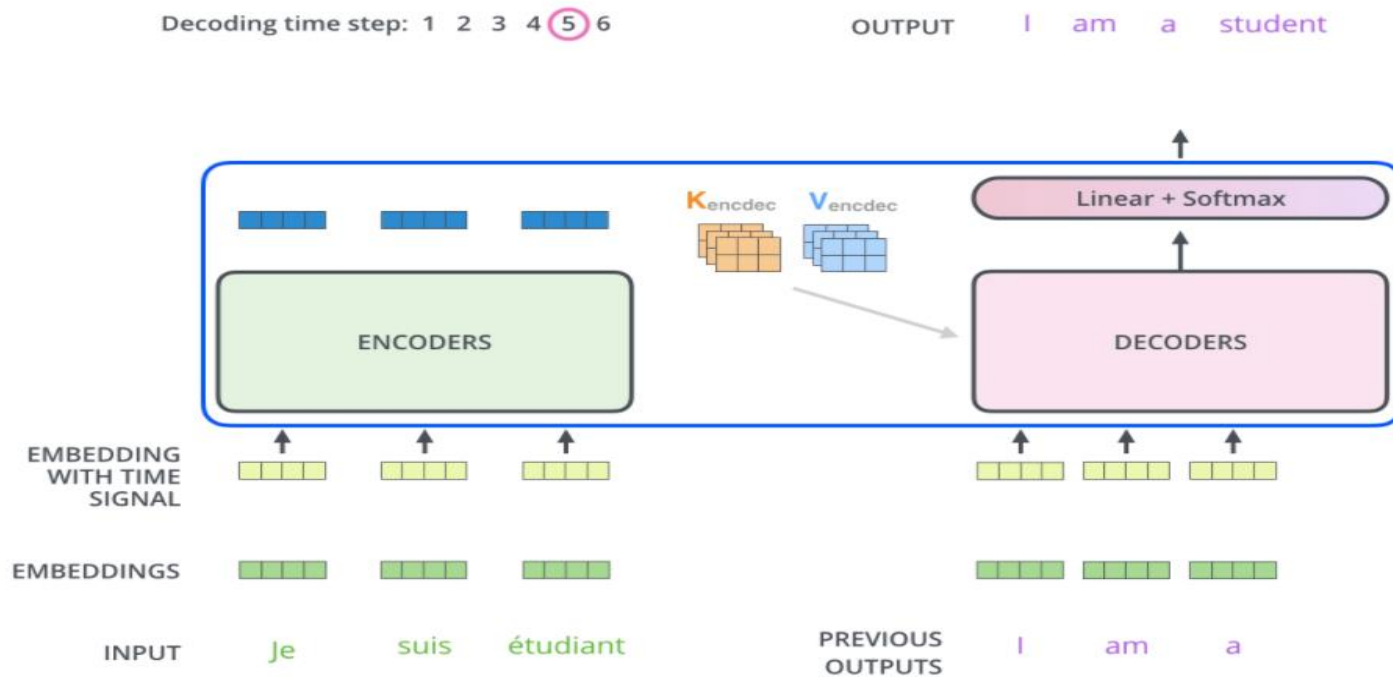 Decoding time step: 1 2 3 4 5 6
OUTPUT I am a student
Kencdec Vencdec
Linear + Softmax
ENCODERS
DECODERS
EMBEDDING
WITH TIME
SIGNAL
EMBEDDINGS
INPUT Je suis étudiant
PREVIOUS
OUTPUTS
I am a